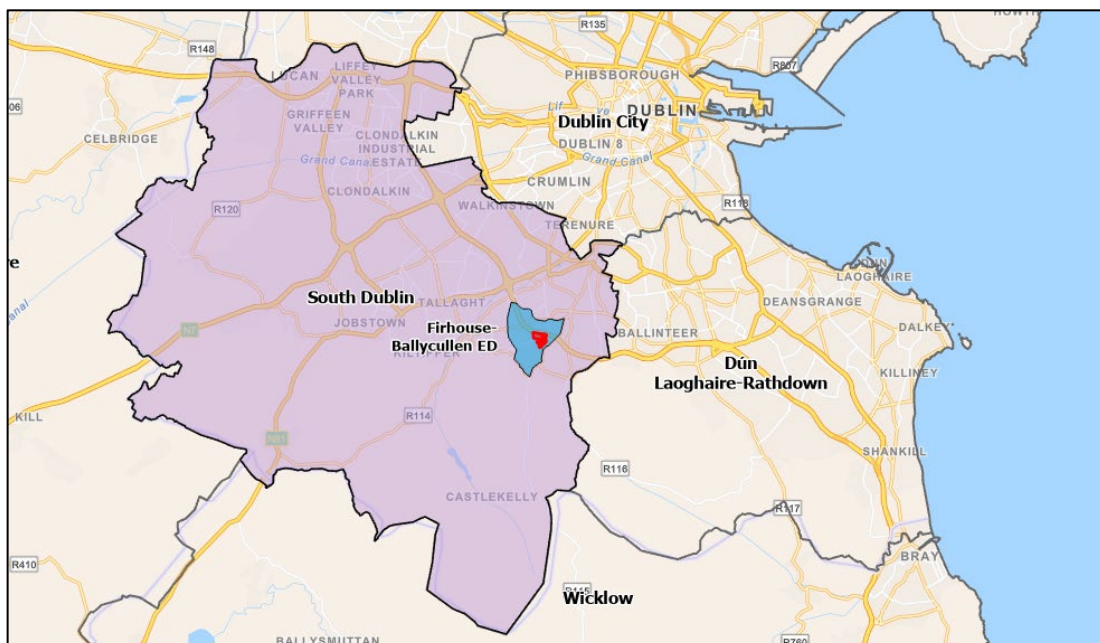 HOWTH
R135
R148
R807
LUCAN
LIFFEY
VALLEY
PARK
PHIBSBOROUGH
DUBLIN
GRIFFEEN
VALLEY
Dublin City
CELBRIDGE
CLONDALKIN
INDUSTRIAL
ESTATE
DUBLIN 8
Grand Canal
CRUMLIN
CLONDALKIN
R120
WALKINSTOWN
R118
TERENURE
LAOGHAIRE
South Dublin
TALLAGHT
DEANSGRANGE
JOBSTOWN
Firhouse-
Ballycullen ED
BALLINTEER
DALKEY
N7
Dún
Laoghaire-Rathdown
KILLINEY
KILL
R114
N81
SHANKILL
R116
CASTLEKELLY
R117
BRAY
R410
Wicklow
BALLYSMUTTAN
R760